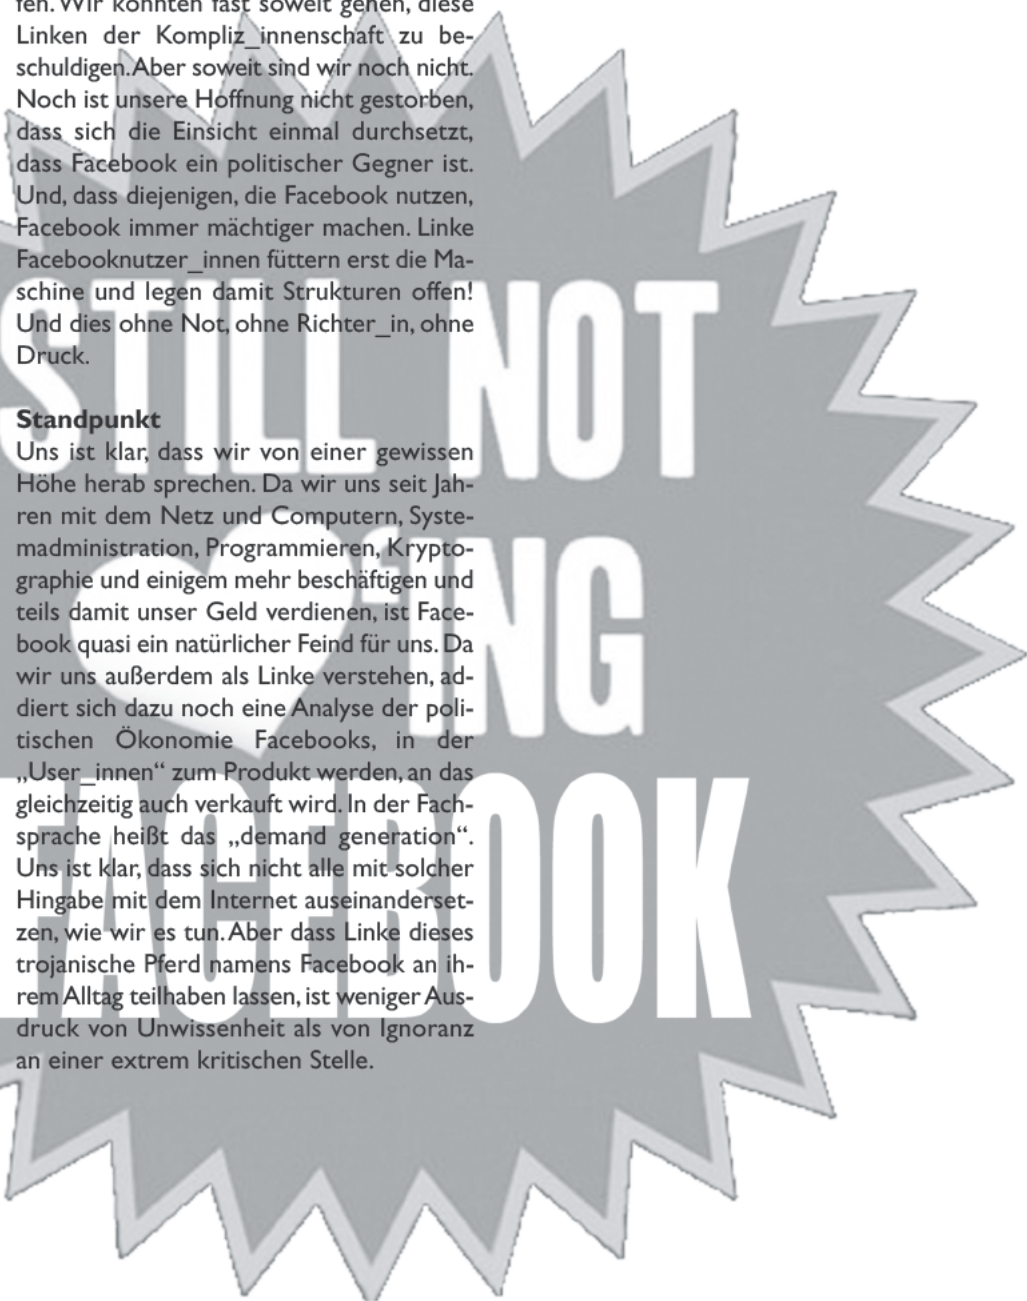 fen. Wir könnten fast soweit gehen, diese
Linken der Kompliz_innenschaft zu be-
schuldigen. Aber soweit sind wir noch nicht.
Noch ist unsere Hoffnung nicht gestorben,
dass sich die Einsicht einmal durchsetzt,
dass Facebook ein politischer Gegner ist.
Und, dass diejenigen, die Facebook nutzen,
Facebook immer mächtiger machen. Linke
Facebooknutzer_innen füttern erst die Ma-
schine und legen damit Strukturen offen!
Und dies ohne Not, ohne Richter_in, ohne
Druck.
Standpunkt
Uns ist klar, dass wir von einer gewissen
Höhe herab sprechen. Da wir uns seit Jah-
ren mit dem Netz und Computern, Syste-
madministration, Programmieren, Krypto-
graphie und einigem mehr beschäftigen und
teils damit unser Geld verdienen, ist Face-
book quasi ein natürlicher Feind für uns. Da
wir uns außerdem als Linke verstehen, ad-
diert sich dazu noch eine Analyse der poli-
tischen Ökonomie Facebooks, in der
„User_innen“ zum Produkt werden, an das
gleichzeitig auch verkauft wird. In der Fach-
sprache heißt das „demand generation“.
Uns ist klar, dass sich nicht alle mit solcher
Hingabe mit dem Internet auseinanderset-
zen, wie wir es tun. Aber dass Linke dieses
trojanische Pferd namens Facebook an ih-
rem Alltag teilhaben lassen, ist weniger Aus-
druck von Unwissenheit als von Ignoranz
an einer extrem kritischen Stelle.
STILL NOT
♥'ING
FACEBOOK